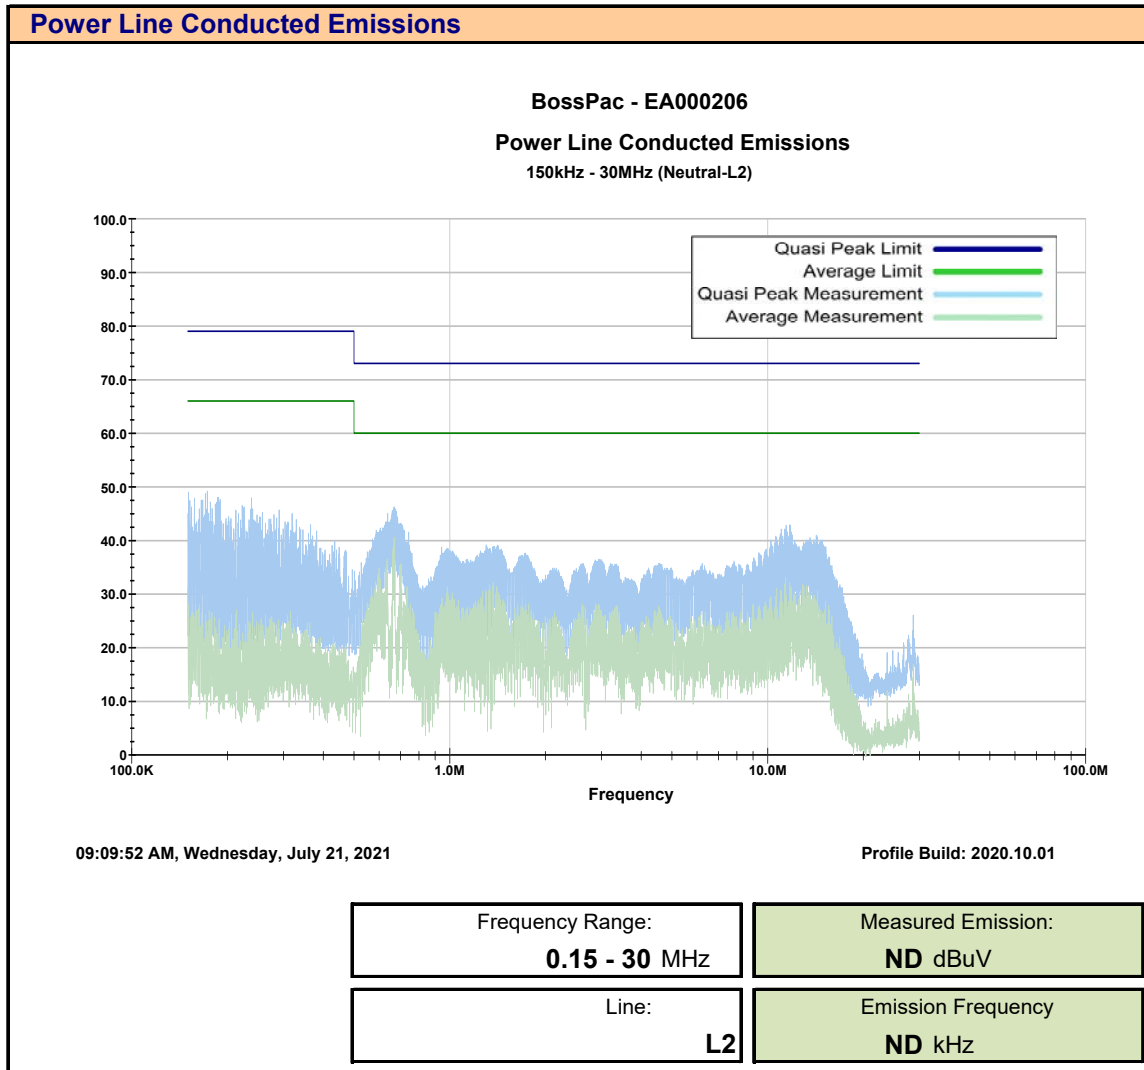 Power Line Conducted Emissions
BossPac - EA000206
Power Line Conducted Emissions
150kHz - 30MHz (Neutral-L2)
100.0
90.0
80.0
70.0
60.0
50.0
40.0
30.0
20.0
10.0
0
Quasi Peak Limit
Average Limit
Quasi Peak Measurement
Average Measurement
100.0K 1.0M 10.0M 100.0M
Frequency
09:09:52 AM, Wednesday, July 21, 2021 Profile Build: 2020.10.01
Frequency Range:
0.15 - 30 MHz
Measured Emission:
ND dBuV
Line:
L2
Emission Frequency
ND kHz